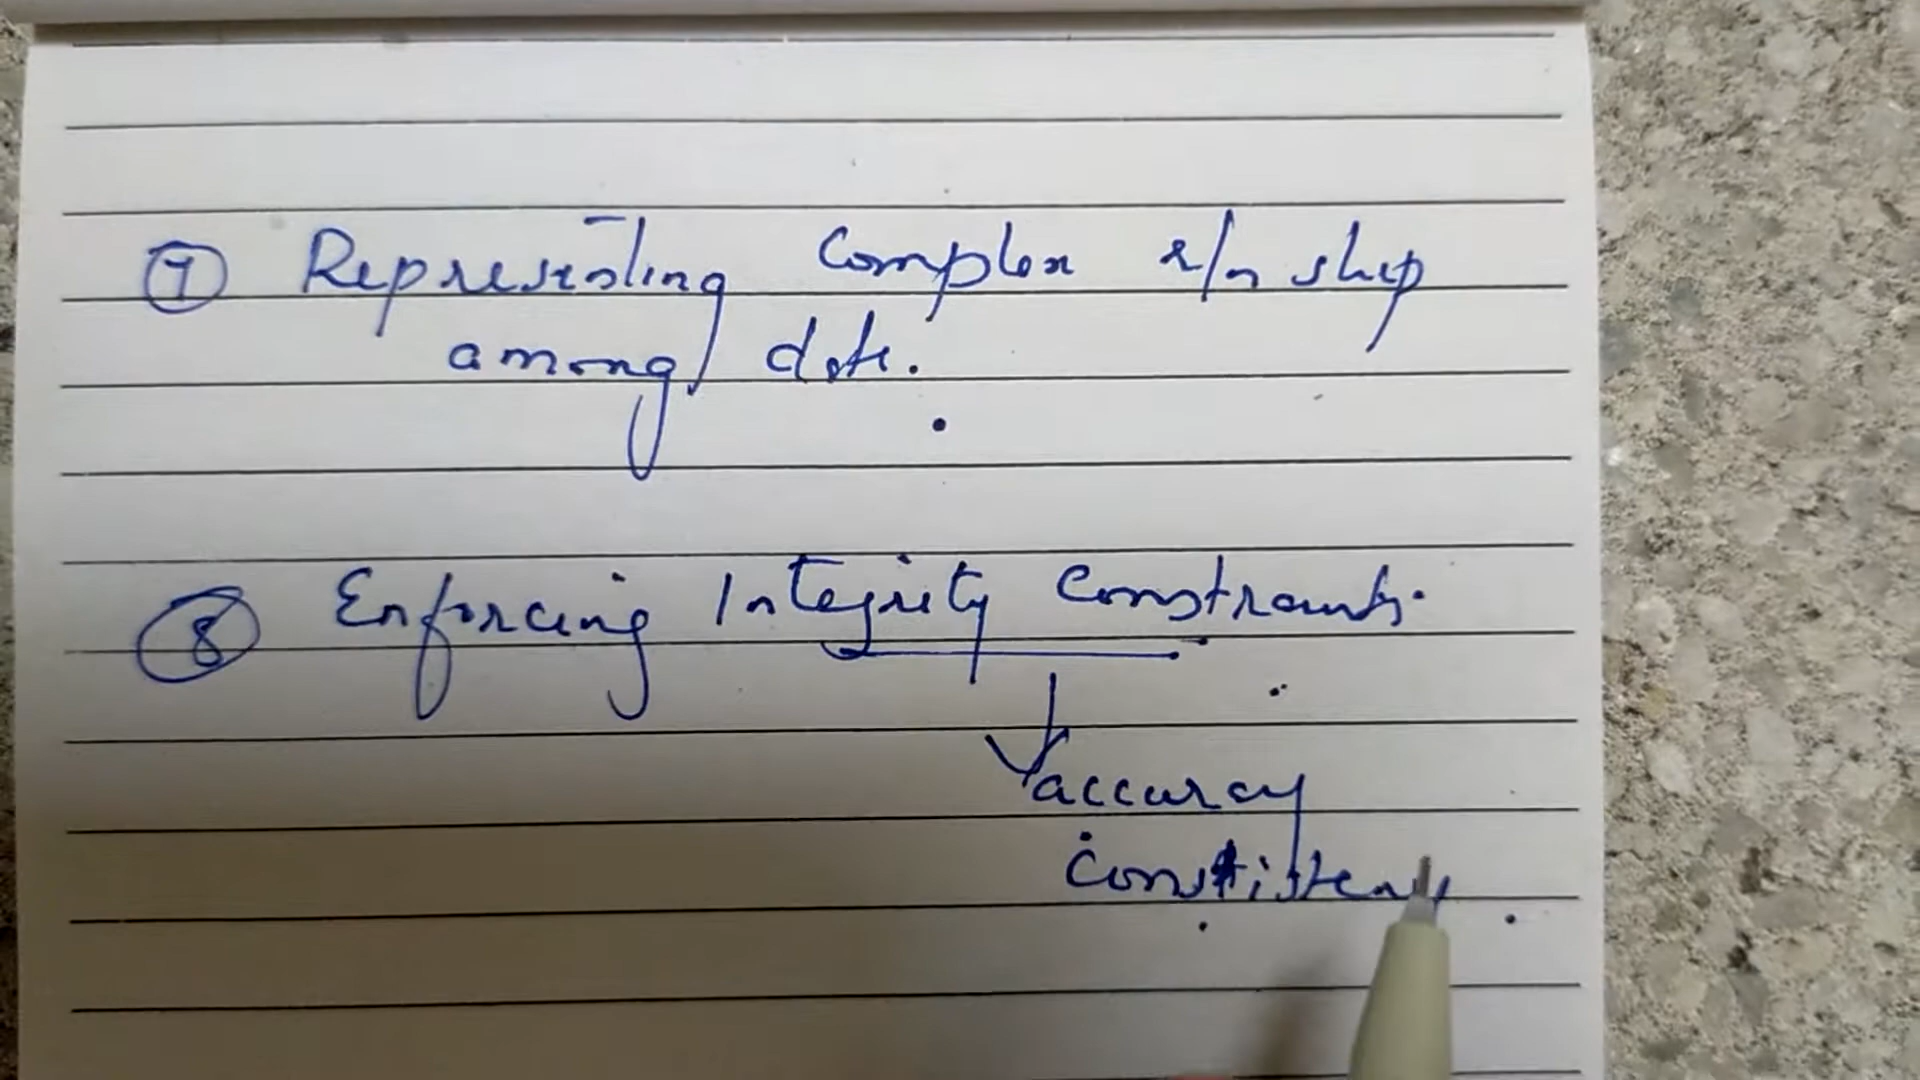 ⑦ Representing Complex r/n ship
among data.
⑧ Enforcing Integrity Constraints.
accuracy
consistency